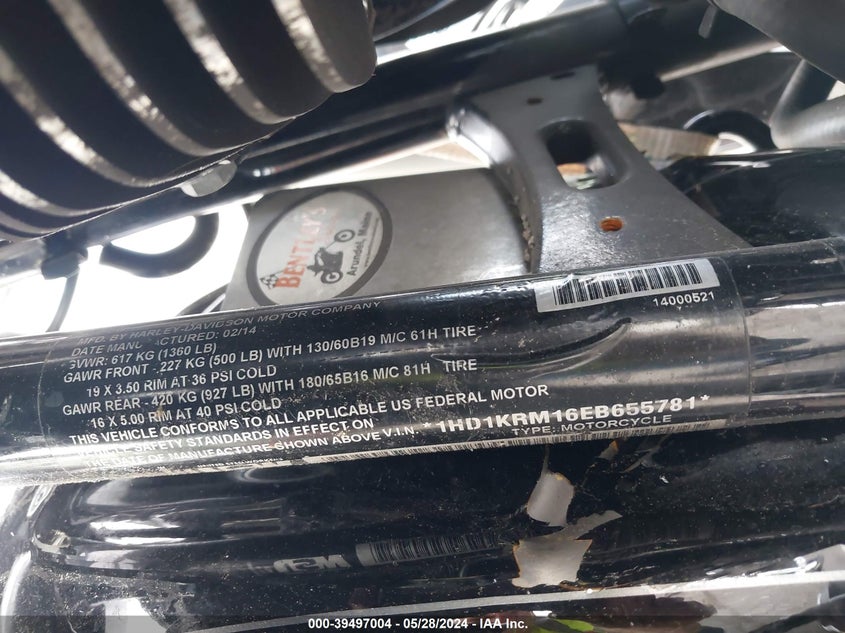 BENTLEY'S
Arundel, Maine
14000521
MFD. BY HARLEY-DAVIDSON MOTOR COMPANY
DATE MANUFACTURED: 02/14
GVWR: 617 KG (1360 LB)
GAWR FRONT - 227 KG (500 LB) WITH 130/60B19 M/C 61H TIRE
19 X 3.50 RIM AT 36 PSI COLD
GAWR REAR - 420 KG (927 LB) WITH 180/65B16 M/C 81H TIRE
16 X 5.00 RIM AT 40 PSI COLD
THIS VEHICLE CONFORMS TO ALL APPLICABLE US FEDERAL MOTOR
VEHICLE SAFETY STANDARDS IN EFFECT ON
THE DATE OF MANUFACTURE SHOWN ABOVE V.I.N. *1HD1KRM16EB655781*
TYPE: MOTORCYCLE
000-39497004 - 05/28/2024 - IAA Inc.